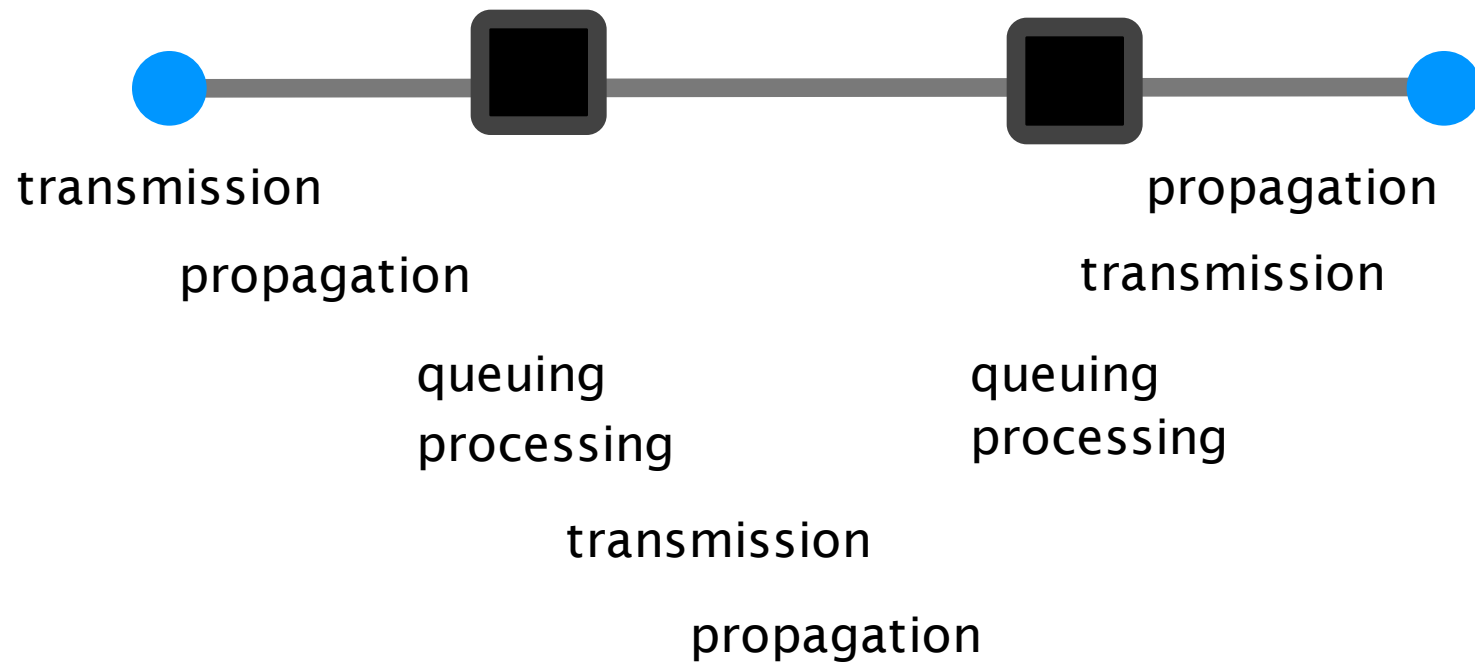 transmission
propagation
propagation
transmission
queuing
processing
queuing
processing
transmission
propagation